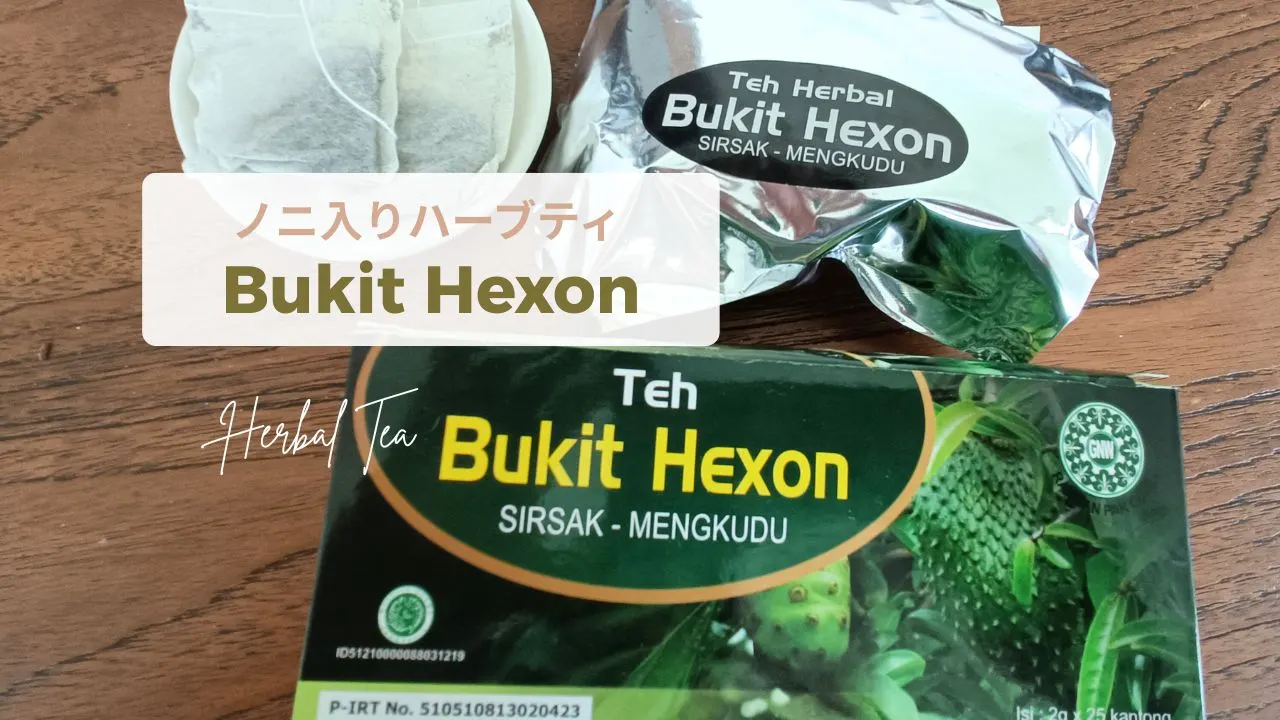 Teh Herbal
Bukit Hexon
SIRSAK - MENGKUDU
ノニ入りハーブティ
Bukit Hexon
Herbal Tea
Teh
Bukit Hexon
SIRSAK - MENGKUDU
GNW
ID51210000088031219
P-IRT No. 510510813020423
Isi : 2g x 25 kantong